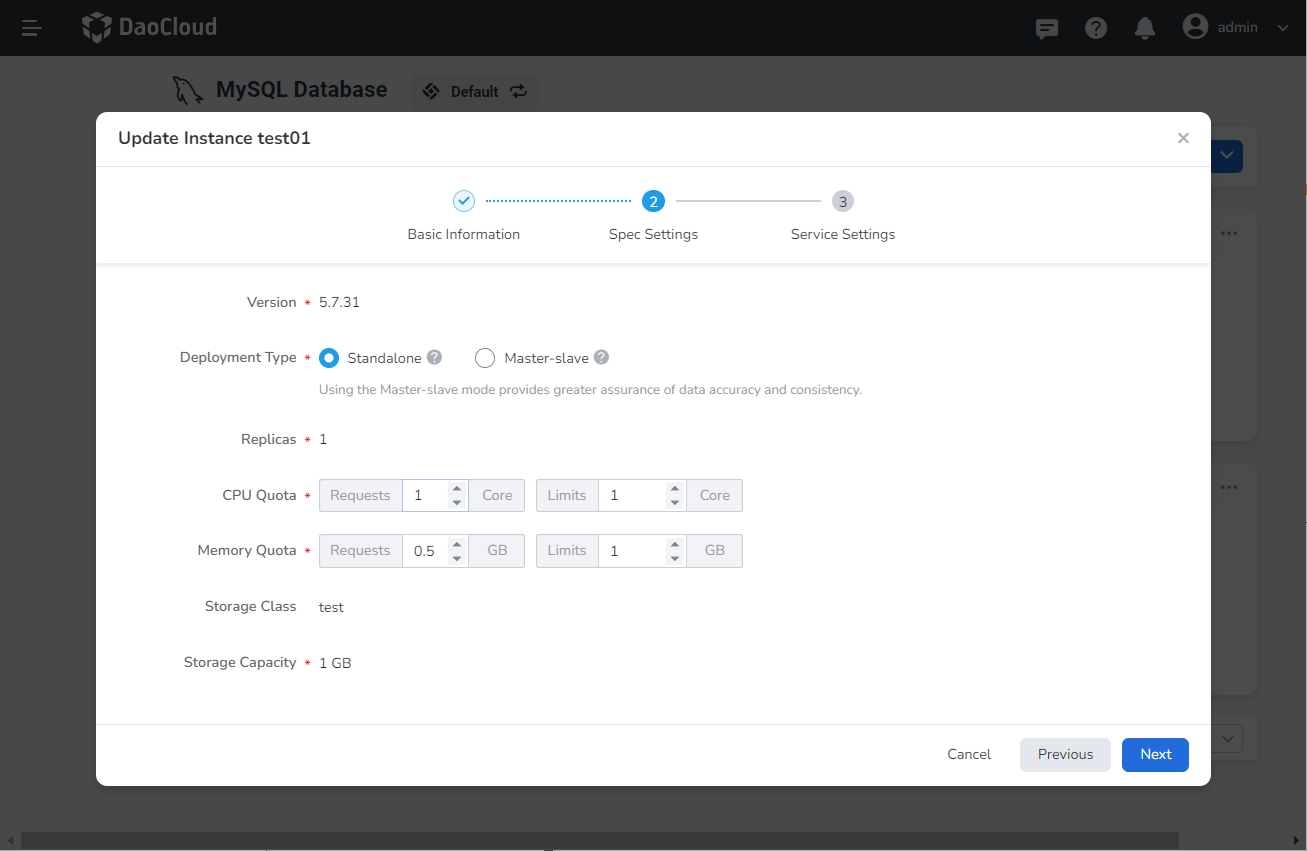 DaoCloud
admin
MySQL Database Default
Update Instance test01
2 3
Basic Information Spec Settings Service Settings
Version * 5.7.31
Deployment Type * Standalone ? Master-slave ?
Using the Master-slave mode provides greater assurance of data accuracy and consistency.
Replicas * 1
CPU Quota * Requests 1 Core Limits 1 Core
Memory Quota * Requests 0.5 GB Limits 1 GB
Storage Class test
Storage Capacity * 1 GB
Cancel Previous Next